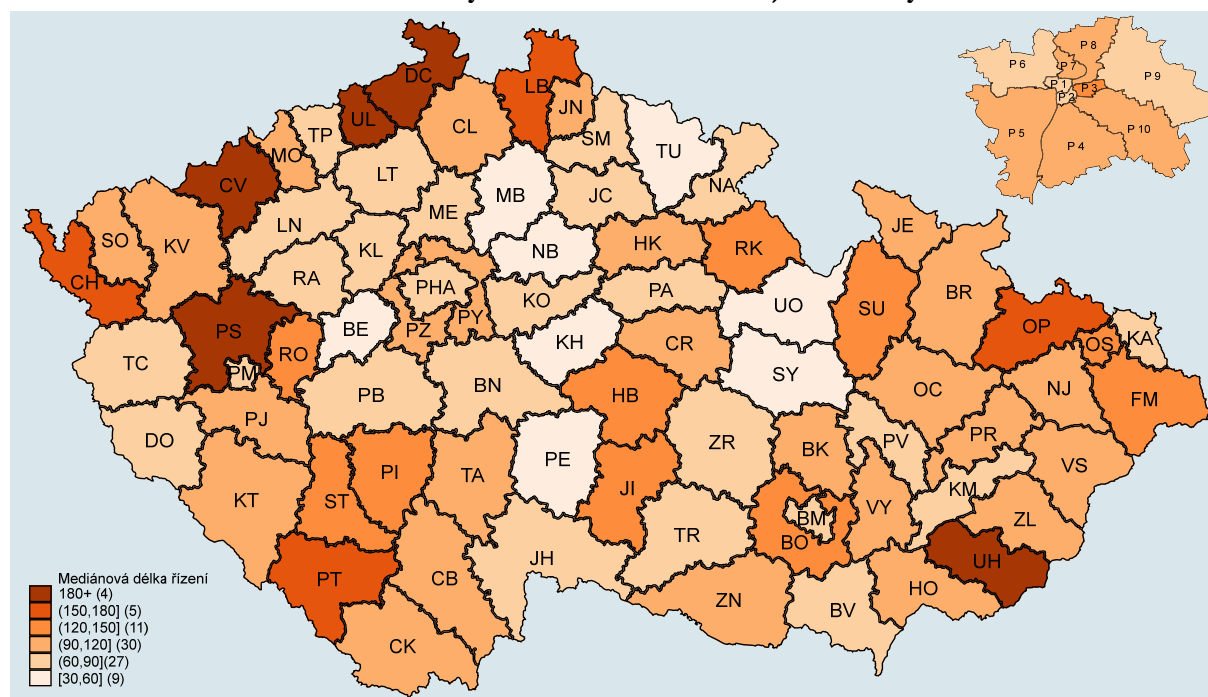 DC
LB
P 8
P 6
P 7
P 9
P 1
P 3
P 2
P 5
P 4
P 10
UL
TP
CL
JN
SM
TU
MO
CV
LT
MB
JC
NA
ME
SO
KV
LN
KL
NB
HK
RK
JE
CH
RA
PHA
KO
PA
UO
SU
BR
PS
BE
PZ
PY
KH
CR
OP
OS
KA
TC
RO
PM
PB
BN
HB
SY
OC
NJ
FM
DO
PJ
ZR
BK
PV
PR
VS
KT
ST
PI
TA
PE
JI
KM
BM
VY
ZL
TR
BO
PT
CB
JH
UH
ZN
BV
HO
CK
Mediánová délka řízení
180+ (4)
(150,180] (5)
(120,150] (11)
(90,120] (30)
(60,90](27)
[30,60] (9)